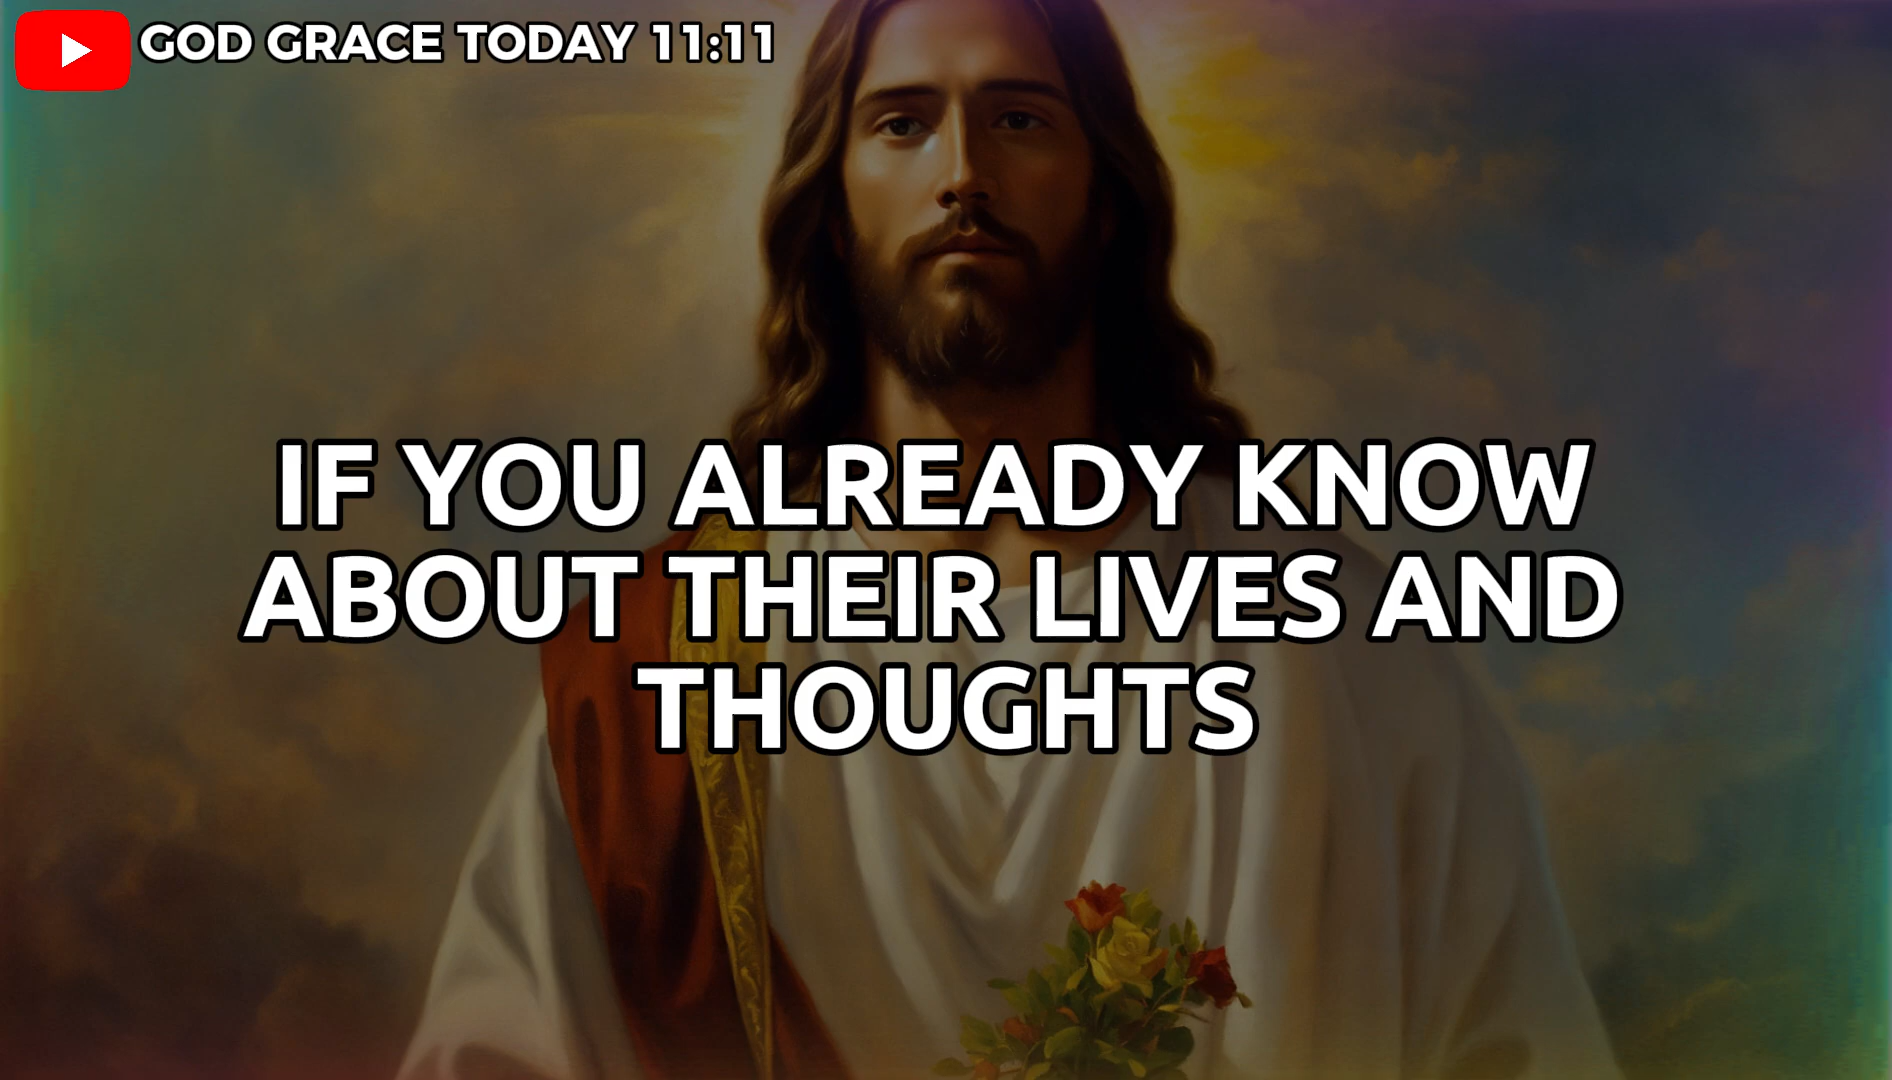 GOD GRACE TODAY 11:11
IF YOU ALREADY KNOW
ABOUT THEIR LIVES AND
THOUGHTS